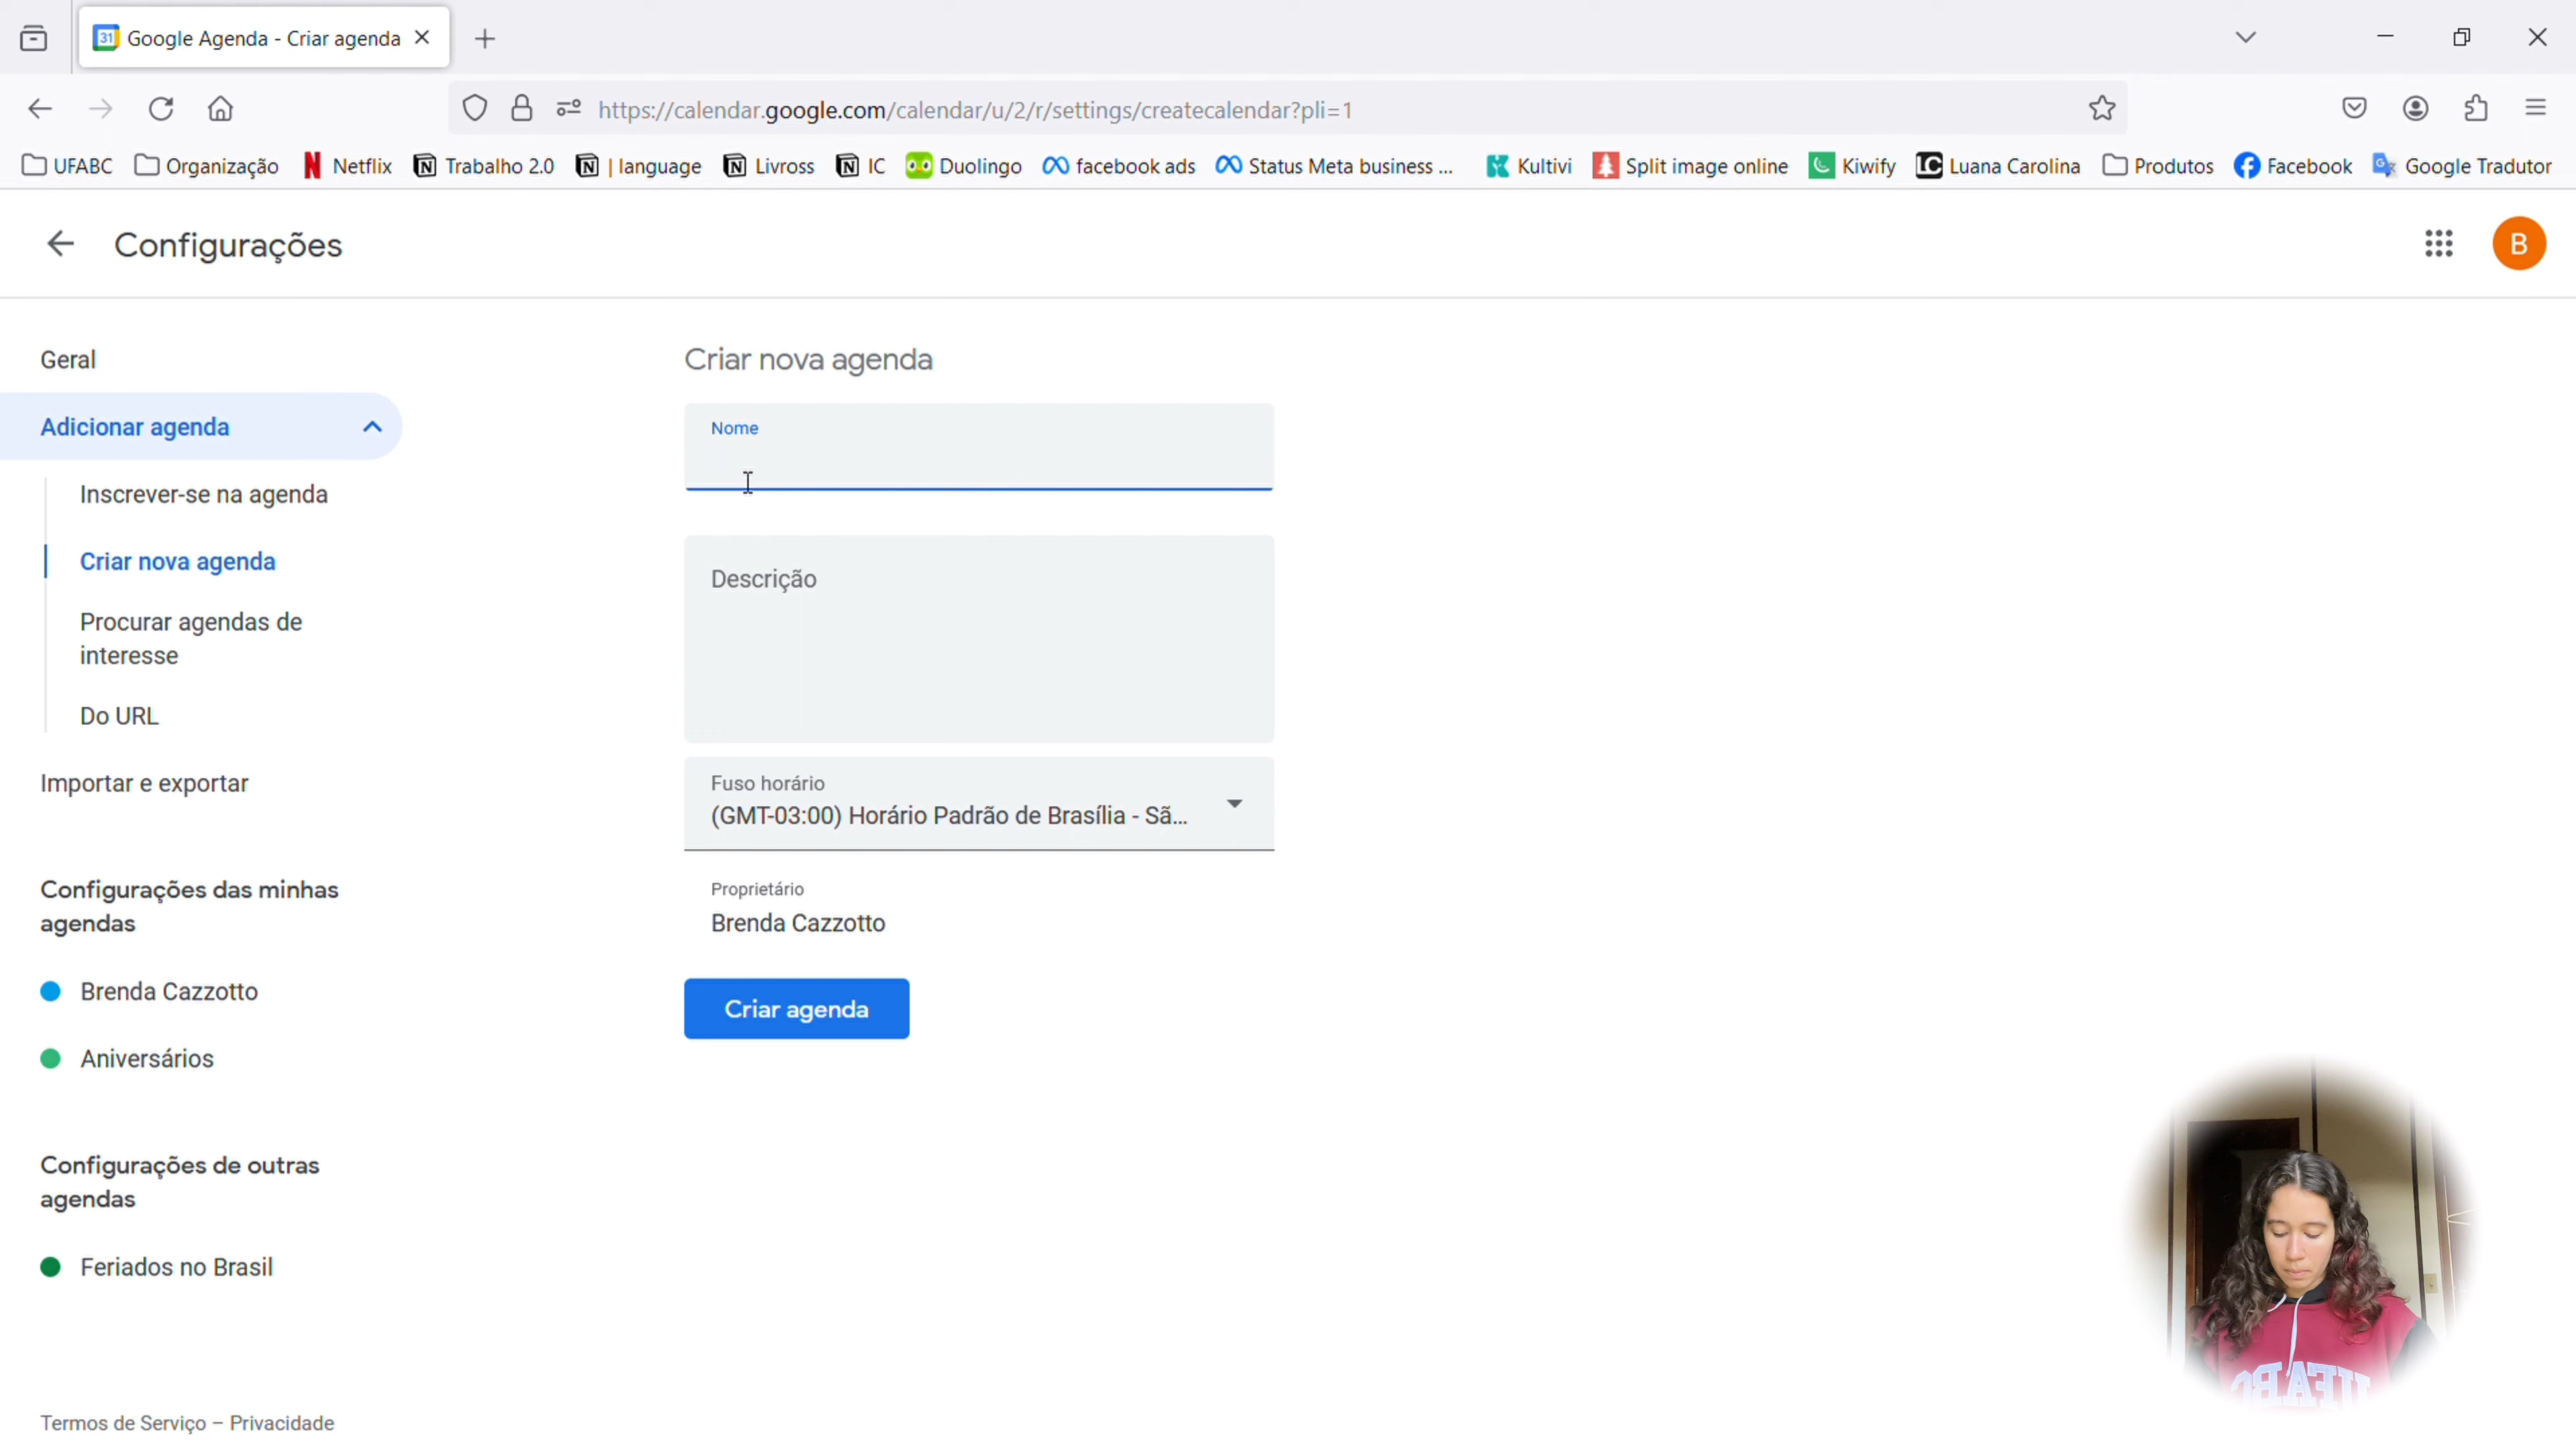 31 Google Agenda - Criar agenda
https://calendar.google.com/calendar/u/2/r/settings/createcalendar?pli=1
UFABC Organização N Netflix N Trabalho 2.0 N | language N Livross N IC Duolingo facebook ads Status Meta business ... Kultivi Split image online Kiwify LC Luana Carolina Produtos Facebook Google Tradutor
Configurações
B
Geral
Adicionar agenda
Inscrever-se na agenda
Criar nova agenda
Procurar agendas de
interesse
Do URL
Importar e exportar
Configurações das minhas
agendas
Brenda Cazzotto
Aniversários
Configurações de outras
agendas
Feriados no Brasil
Termos de Serviço – Privacidade
Criar nova agenda
Nome
Descrição
Fuso horário
(GMT-03:00) Horário Padrão de Brasília - Sã...
Proprietário
Brenda Cazzotto
Criar agenda
UFABC